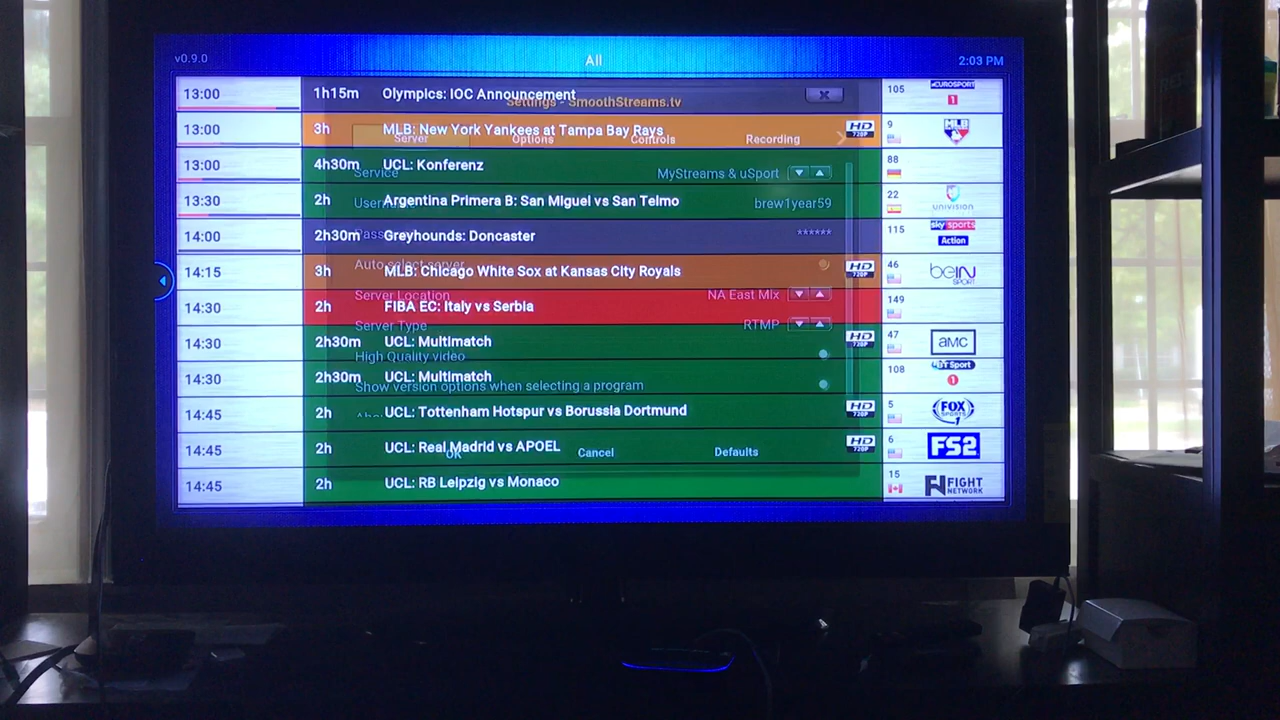 v0.9.0 All 2:03 PM
13:00 1h15m Olympics: IOC Announcement 105 EUROSPORT 1
Settings - SmoothStreams.tv
13:00 3h MLB: New York Yankees at Tampa Bay Rays HD 720P 9 MLB
Server Options Controls Recording
13:00 4h30m UCL: Konferenz 88
Service MyStreams & uSport
13:30 2h Argentina Primera B: San Miguel vs San Telmo 22 UNIVISION
brew1year59
14:00 2h30m Greyhounds: Doncaster 115 sky sports Action
******
Auto select server
14:15 3h MLB: Chicago White Sox at Kansas City Royals HD 720P 46 beIN SPORT
Server Location NA East Mix
14:30 2h FIBA EC: Italy vs Serbia 149
Server Type RTMP
14:30 2h30m UCL: Multimatch HD 720P 47 aMC
High Quality video
14:30 2h30m UCL: Multimatch 108 BT Sport 1
Show version options when selecting a program
14:45 2h UCL: Tottenham Hotspur vs Borussia Dortmund HD 720P 5 FOX SPORTS 1
14:45 2h UCL: Real Madrid vs APOEL HD 720P 6 FS2
OK Cancel Defaults
14:45 2h UCL: RB Leipzig vs Monaco 15 FIGHT NETWORK